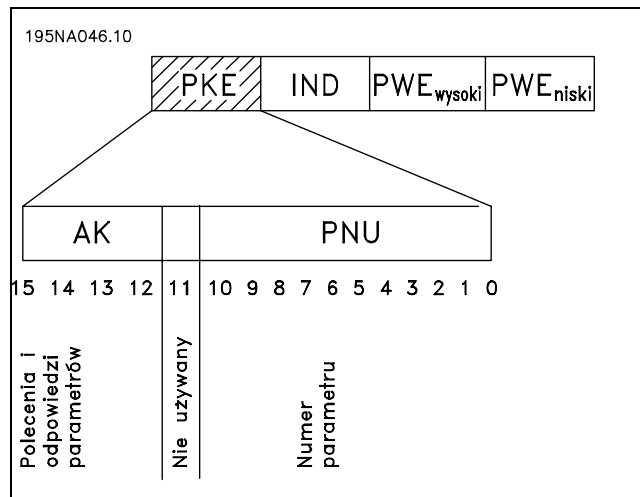 195NA046.10
PKE IND PWEwysoki PWEniski
AK PNU
15 14 13 12 11 10 9 8 7 6 5 4 3 2 1 0
Polecenia i
odpowiedzi
parametrów
Nie używany
Numer
parametru